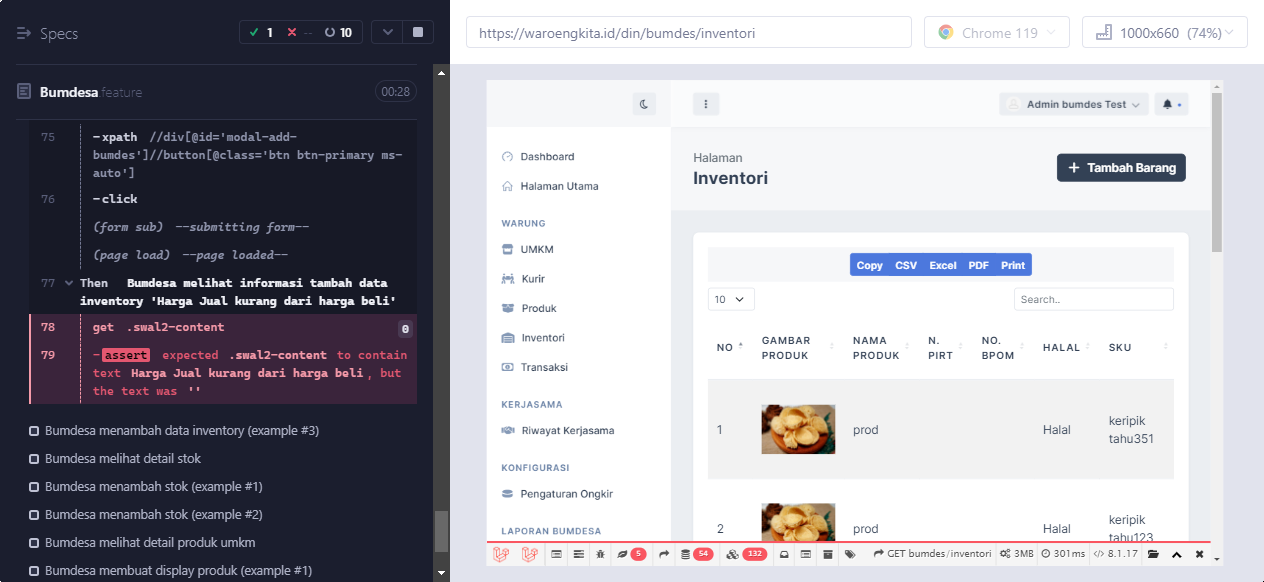 Specs
1
--
10
https://waroengkita.id/din/bumdes/inventori
Chrome 119
1000x660 (74%)
Bumdesa.feature
00:28
75 -xpath //div[@id='modal-add-
bumdes']//button[@class='btn btn-primary ms-
auto']
76 -click
(form sub) --submitting form--
(page load) --page loaded--
77 Then Bumdesa melihat informasi tambah data
inventory 'Harga Jual kurang dari harga beli'
78 get .swal2-content 0
79 -assert expected .swal2-content to contain
text Harga Jual kurang dari harga beli, but
the text was ''
Bumdesa menambah data inventory (example #3)
Bumdesa melihat detail stok
Bumdesa menambah stok (example #1)
Bumdesa menambah stok (example #2)
Bumdesa melihat detail produk umkm
Bumdesa membuat display produk (example #1)
Admin bumdes Test
Dashboard
Halaman Utama
WARUNG
UMKM
Kurir
Produk
Inventori
Transaksi
KERJASAMA
Riwayat Kerjasama
KONFIGURASI
Pengaturan Ongkir
LAPORAN BUMDESA
Halaman
Inventori
+ Tambah Barang
Copy CSV Excel PDF Print
10
Search..
NO
GAMBAR
PRODUK
NAMA
PRODUK
N.
PIRT
NO.
BPOM
HALAL
SKU
1 prod Halal keripik
tahu351
2 prod Halal keripik
tahu123
5 54 132 GET bumdes/inventori 3MB 301ms </> 8.1.17